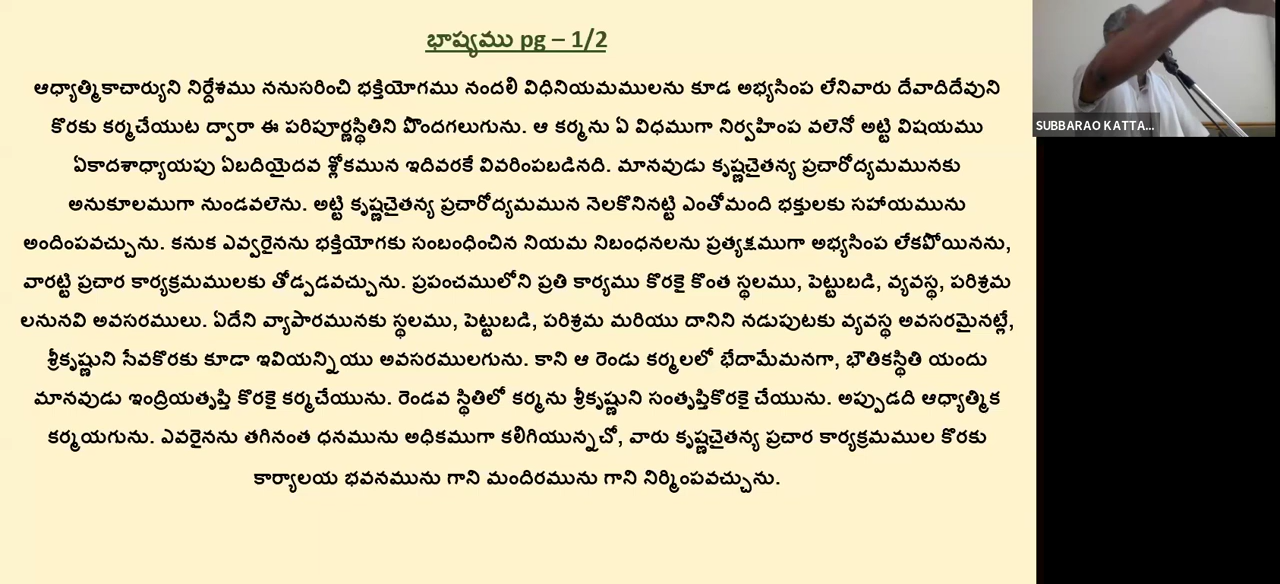 భాష్యము pg – 1/2
ఆధ్యాత్మికాచార్యుని నిర్దేశము ననుసరించి భక్తియోగము నందలి విధినియమములను కూడ అభ్యసింప లేనివారు దేవాదిదేవుని
కొరకు కర్మచేయుట ద్వారా ఈ పరిపూర్ణస్థితిని పొందగలుగును. ఆ కర్మను ఏ విధముగా నిర్వహింప వలెనో అట్టి విషయము
ఏకాదశాధ్యాయపు ఏబదియైదవ శ్లోకమున ఇదివరకే వివరింపబడినది. మానవుడు కృష్ణచైతన్య ప్రచారోద్యమమునకు
అనుకూలముగా నుండవలెను. అట్టి కృష్ణచైతన్య ప్రచారోద్యమమున నెలకొనినట్టి ఎంతోమంది భక్తులకు సహాయమును
అందింపవచ్చును. కనుక ఎవ్వరైనను భక్తియోగకు సంబంధించిన నియమ నిబంధనలను ప్రత్యక్షముగా అభ్యసింప లేకపోయినను,
వారట్టి ప్రచార కార్యక్రమములకు తోడ్పడవచ్చును. ప్రపంచములోని ప్రతి కార్యము కొరకై కొంత స్థలము, పెట్టుబడి, వ్యవస్థ, పరిశ్రమ
లనునవి అవసరములు. ఏదేని వ్యాపారమునకు స్థలము, పెట్టుబడి, పరిశ్రమ మరియు దానిని నడుపుటకు వ్యవస్థ అవసరమైనట్లే,
శ్రీకృష్ణుని సేవకొరకు కూడా ఇవియన్నియు అవసరములగును. కాని ఆ రెండు కర్మలలో భేదామేమనగా, భౌతికస్థితి యందు
మానవుడు ఇంద్రియతృప్తి కొరకై కర్మచేయును. రెండవ స్థితిలో కర్మను శ్రీకృష్ణుని సంతృప్తికొరకై చేయును. అప్పుడది ఆధ్యాత్మిక
కర్మయగును. ఎవరైనను తగినంత ధనమును అధికముగా కలిగియున్నచో, వారు కృష్ణచైతన్య ప్రచార కార్యక్రమముల కొరకు
కార్యాలయ భవనమును గాని మందిరమును గాని నిర్మింపవచ్చును.
SUBBARAO KATTA...